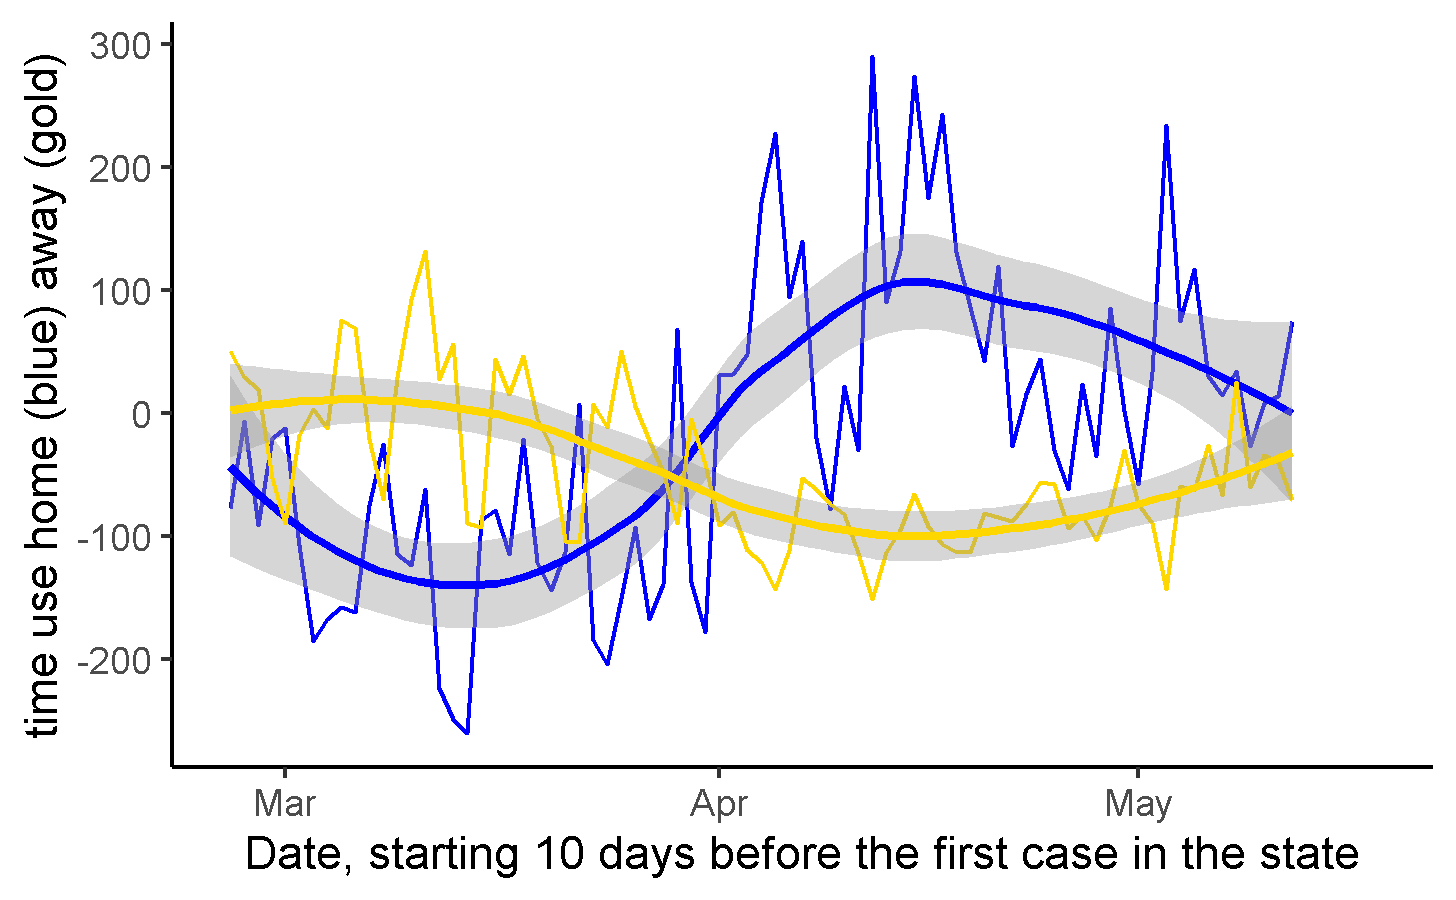 time use home (blue) away (gold)
300
200
100
0
-100
-200
Mar Apr May
Date, starting 10 days before the first case in the state